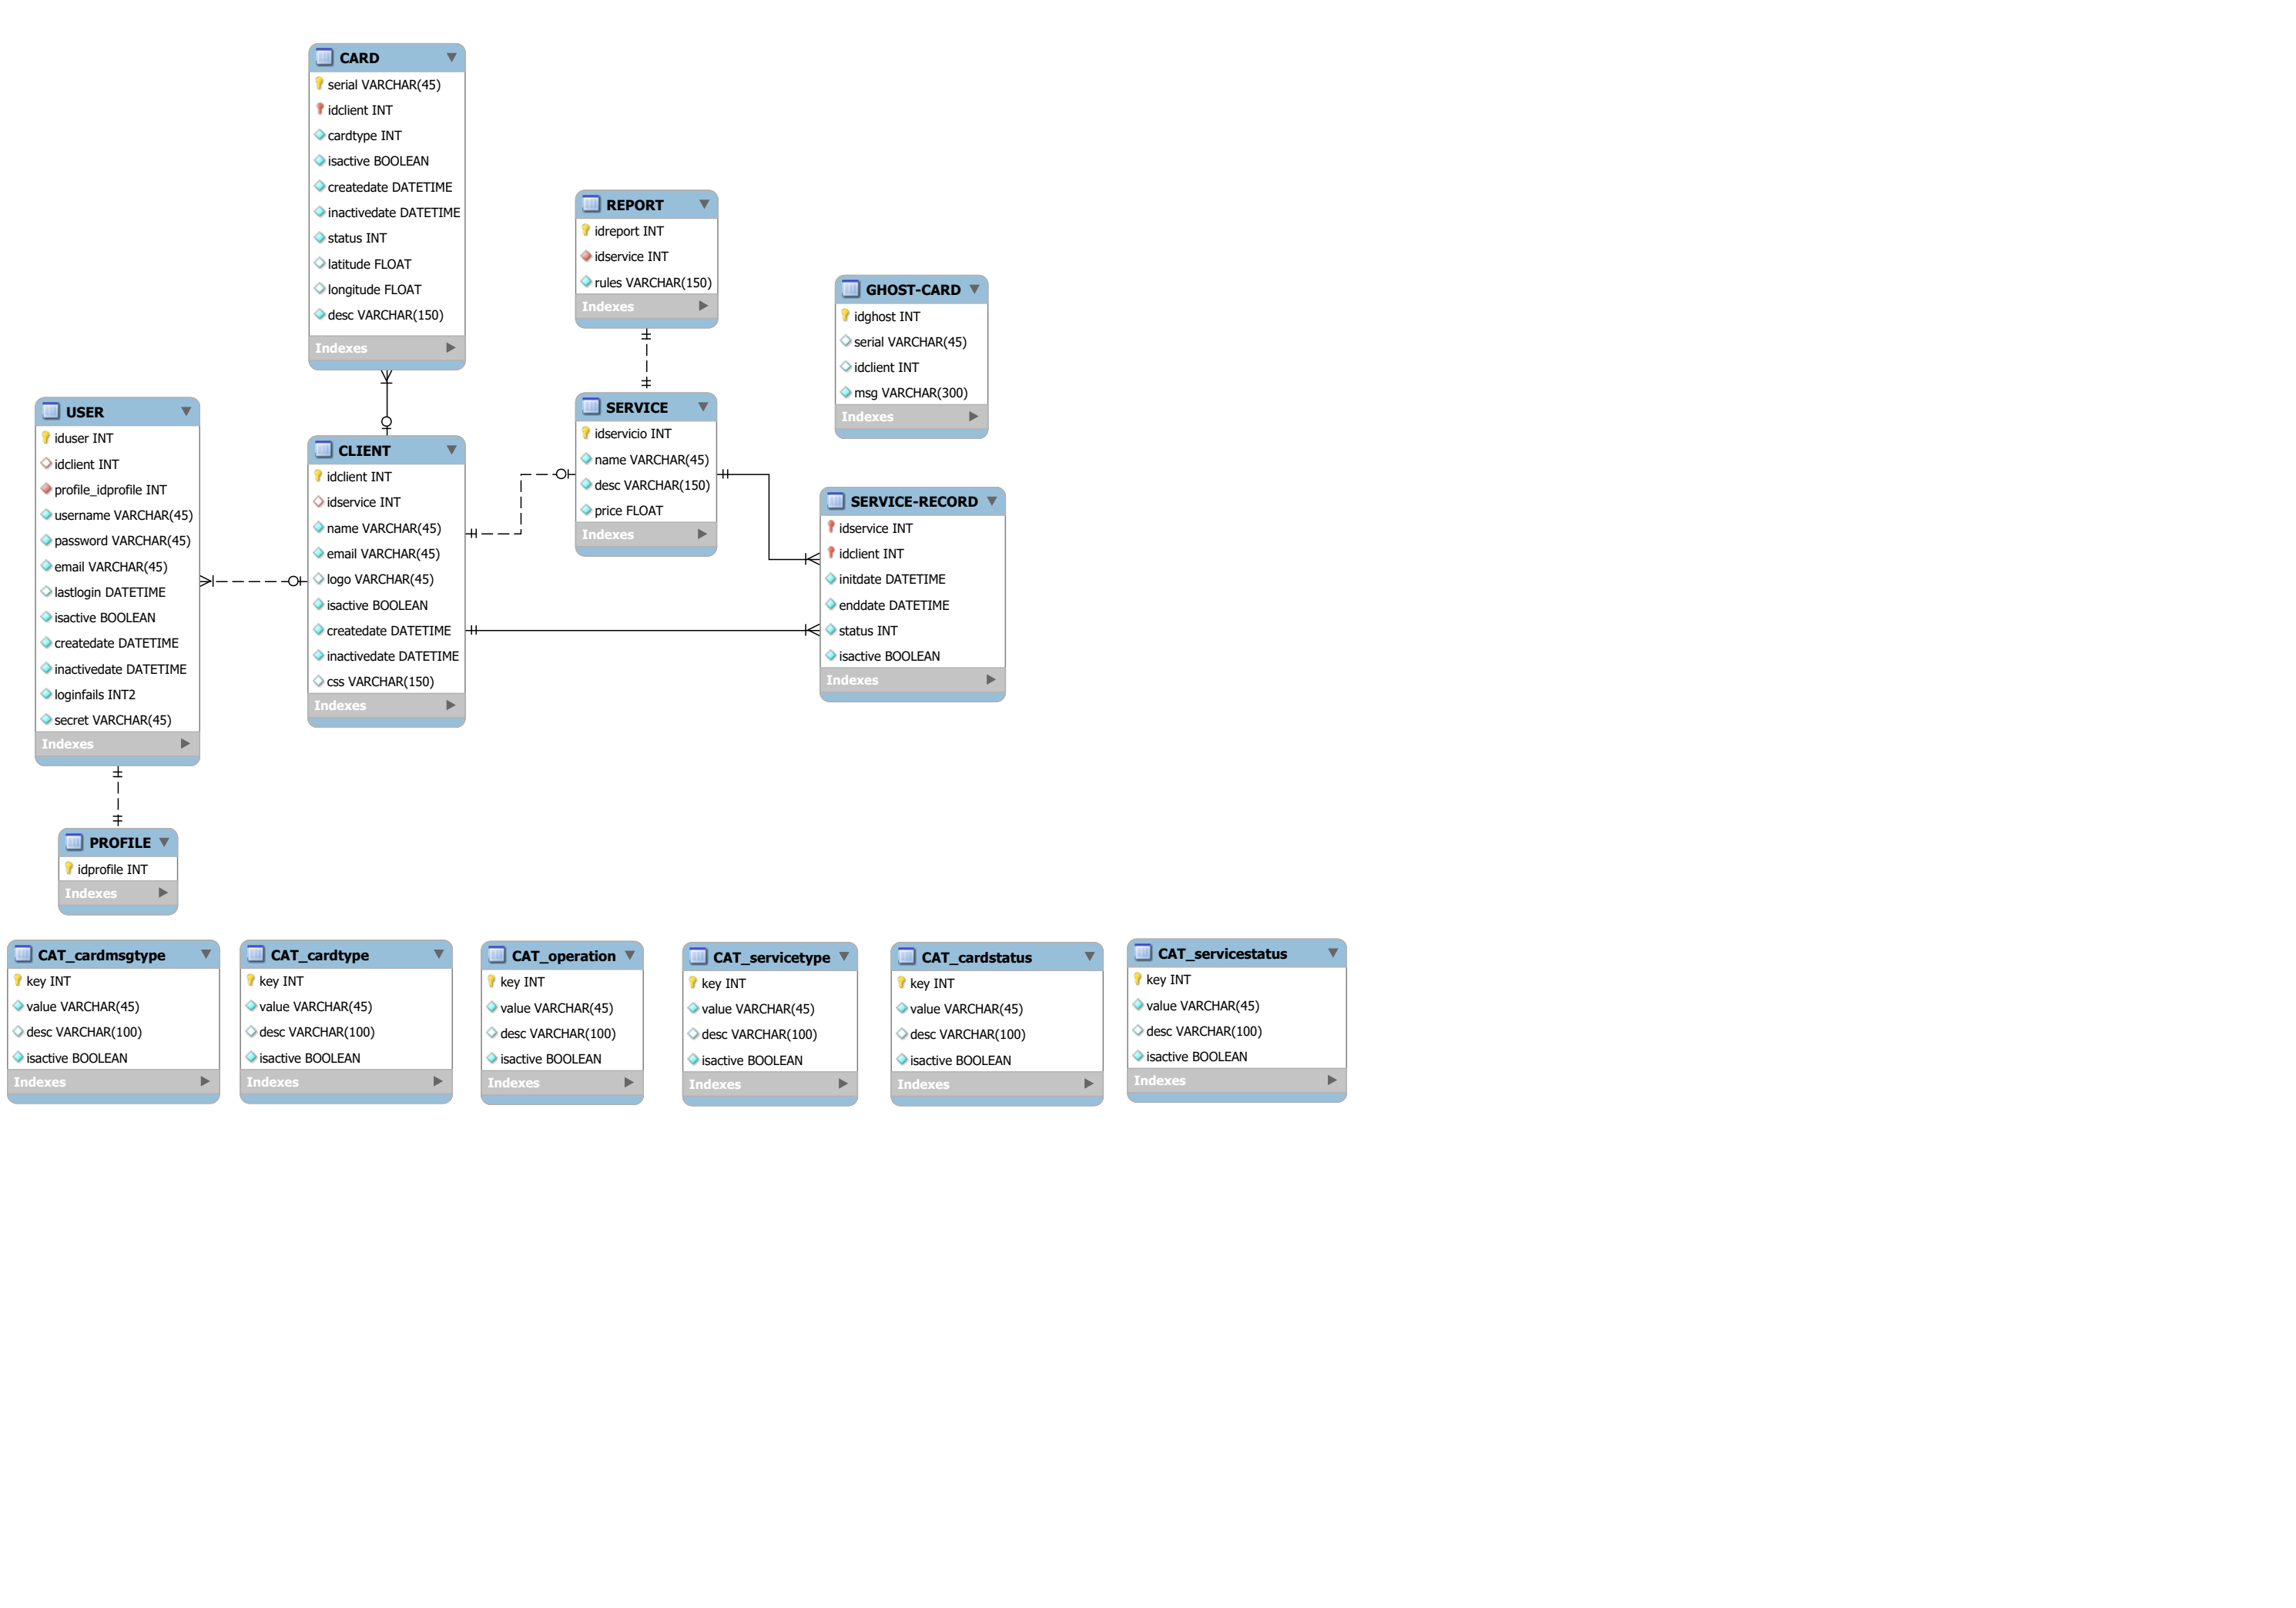 CARD
serial VARCHAR(45)
idclient INT
cardtype INT
isactive BOOLEAN
createdate DATETIME
inactivedate DATETIME
status INT
latitude FLOAT
longitude FLOAT
desc VARCHAR(150)
Indexes
REPORT
idreport INT
idservice INT
rules VARCHAR(150)
Indexes
GHOST-CARD
idghost INT
serial VARCHAR(45)
idclient INT
msg VARCHAR(300)
Indexes
USER
iduser INT
idclient INT
profile_idprofile INT
username VARCHAR(45)
password VARCHAR(45)
email VARCHAR(45)
lastlogin DATETIME
isactive BOOLEAN
createdate DATETIME
inactivedate DATETIME
loginfails INT2
secret VARCHAR(45)
Indexes
CLIENT
idclient INT
idservice INT
name VARCHAR(45)
email VARCHAR(45)
logo VARCHAR(45)
isactive BOOLEAN
createdate DATETIME
inactivedate DATETIME
css VARCHAR(150)
Indexes
SERVICE
idservicio INT
name VARCHAR(45)
desc VARCHAR(150)
price FLOAT
Indexes
SERVICE-RECORD
idservice INT
idclient INT
initdate DATETIME
enddate DATETIME
status INT
isactive BOOLEAN
Indexes
PROFILE
idprofile INT
Indexes
CAT_cardmsgtype
key INT
value VARCHAR(45)
desc VARCHAR(100)
isactive BOOLEAN
Indexes
CAT_cardtype
key INT
value VARCHAR(45)
desc VARCHAR(100)
isactive BOOLEAN
Indexes
CAT_operation
key INT
value VARCHAR(45)
desc VARCHAR(100)
isactive BOOLEAN
Indexes
CAT_servicetype
key INT
value VARCHAR(45)
desc VARCHAR(100)
isactive BOOLEAN
Indexes
CAT_cardstatus
key INT
value VARCHAR(45)
desc VARCHAR(100)
isactive BOOLEAN
Indexes
CAT_servicestatus
key INT
value VARCHAR(45)
desc VARCHAR(100)
isactive BOOLEAN
Indexes